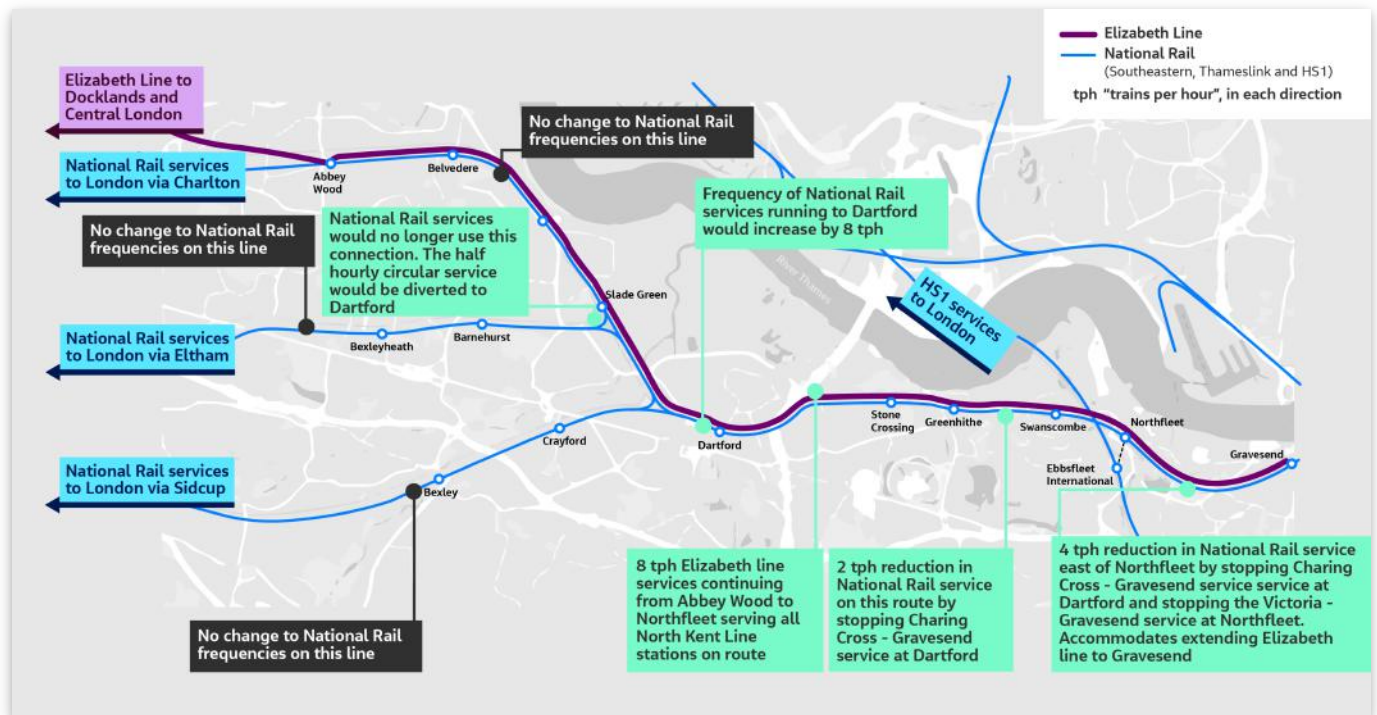 Elizabeth Line
National Rail
(Southeastern, Thameslink and HS1)
tph "trains per hour", in each direction
Elizabeth Line to
Docklands and
Central London
No change to National Rail
frequencies on this line
National Rail services
to London via Charlton
Abbey
Wood
Belvedere
Frequency of National Rail
services running to Dartford
would increase by 8 tph
National Rail services
would no longer use this
connection. The half
hourly circular service
would be diverted to
Dartford
No change to National Rail
frequencies on this line
River Thames
HS1 services
to London
Slade Green
National Rail services
to London via Eltham
Bexleyheath
Barnehurst
Stone
Crossing
Greenhithe
Swanscombe
Northfleet
Crayford
Dartford
Gravesend
Ebbsfleet
International
National Rail services
to London via Sidcup
Bexley
8 tph Elizabeth line
services continuing
from Abbey Wood to
Northfleet serving all
North Kent Line
stations on route
2 tph reduction in
National Rail service
on this route by
stopping Charing
Cross - Gravesend
service at Dartford
4 tph reduction in National Rail service
east of Northfleet by stopping Charing
Cross - Gravesend service service at
Dartford and stopping the Victoria -
Gravesend service at Northfleet.
Accommodates extending Elizabeth
line to Gravesend
No change to National Rail
frequencies on this line